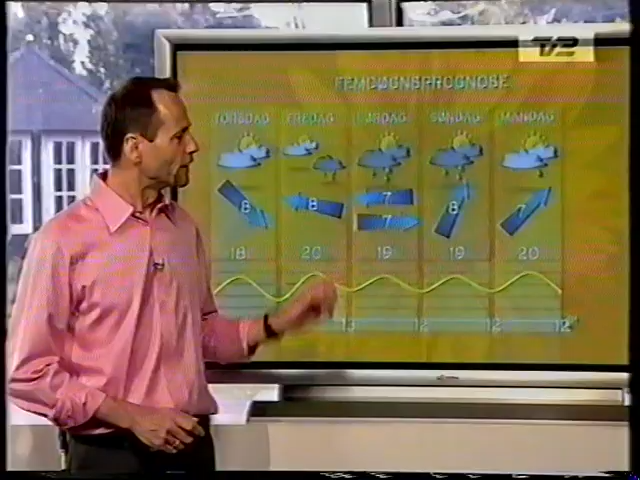 TV2
FEMDØGNSPROGNOSE
TORSDAG FREDAG LØRDAG SØNDAG MANDAG
8 8 7 8 7
7
18 20 19 19 20
13 12 12 12